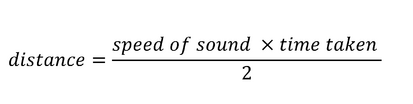 distance = speed of sound × time taken / 2